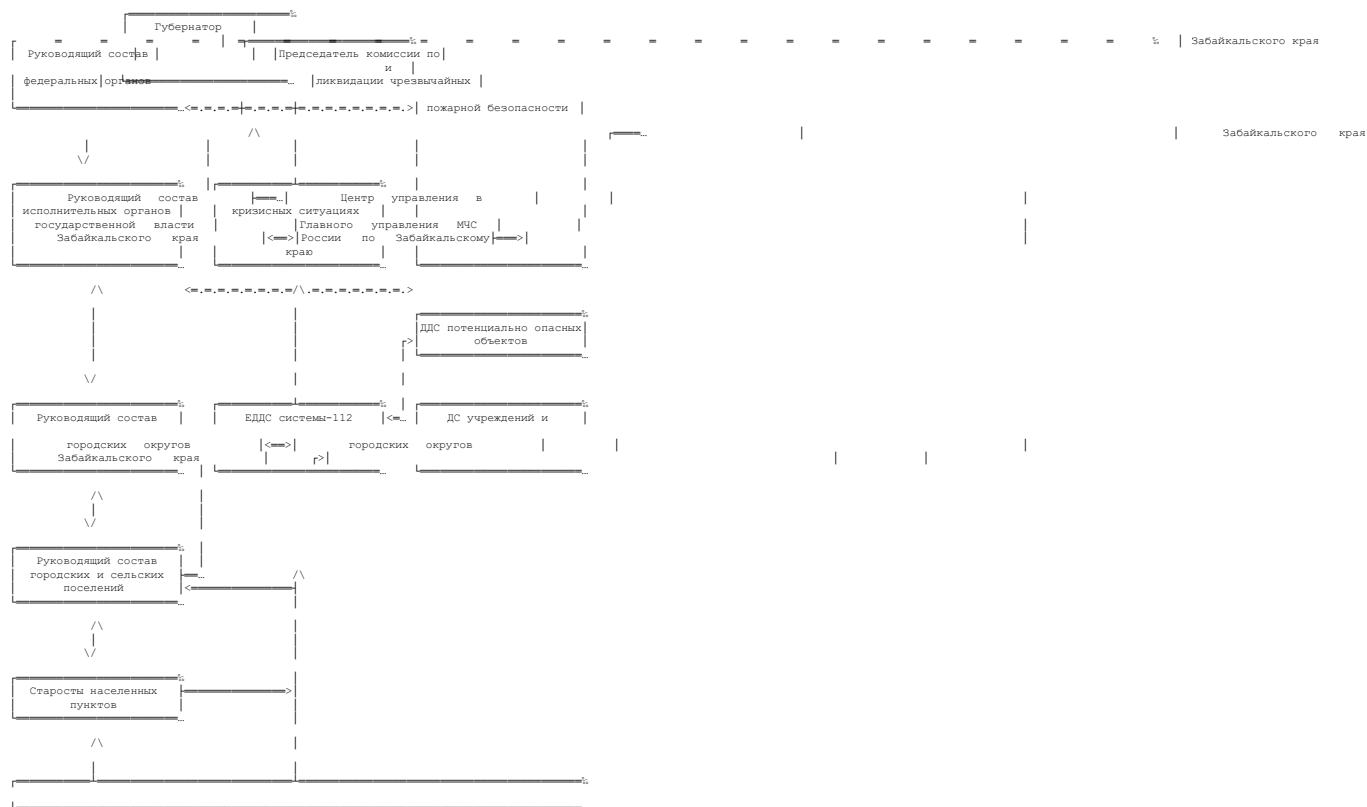 Губернатор
Забайкальского края
Руководящий состав Председатель комиссии по
и
федеральных органов ликвидации чрезвычайных
пожарной безопасности
Забайкальского края
Руководящий состав Центр управления в
исполнительных органов кризисных ситуациях
государственной власти Главного управления МЧС
Забайкальского края России по Забайкальскому
краю
ДДС потенциально опасных
объектов
Руководящий состав ЕДДС системы-112 ДС учреждений и
городских округов городских округов
Забайкальского края
Руководящий состав
городских и сельских
поселений
Старосты населенных
пунктов